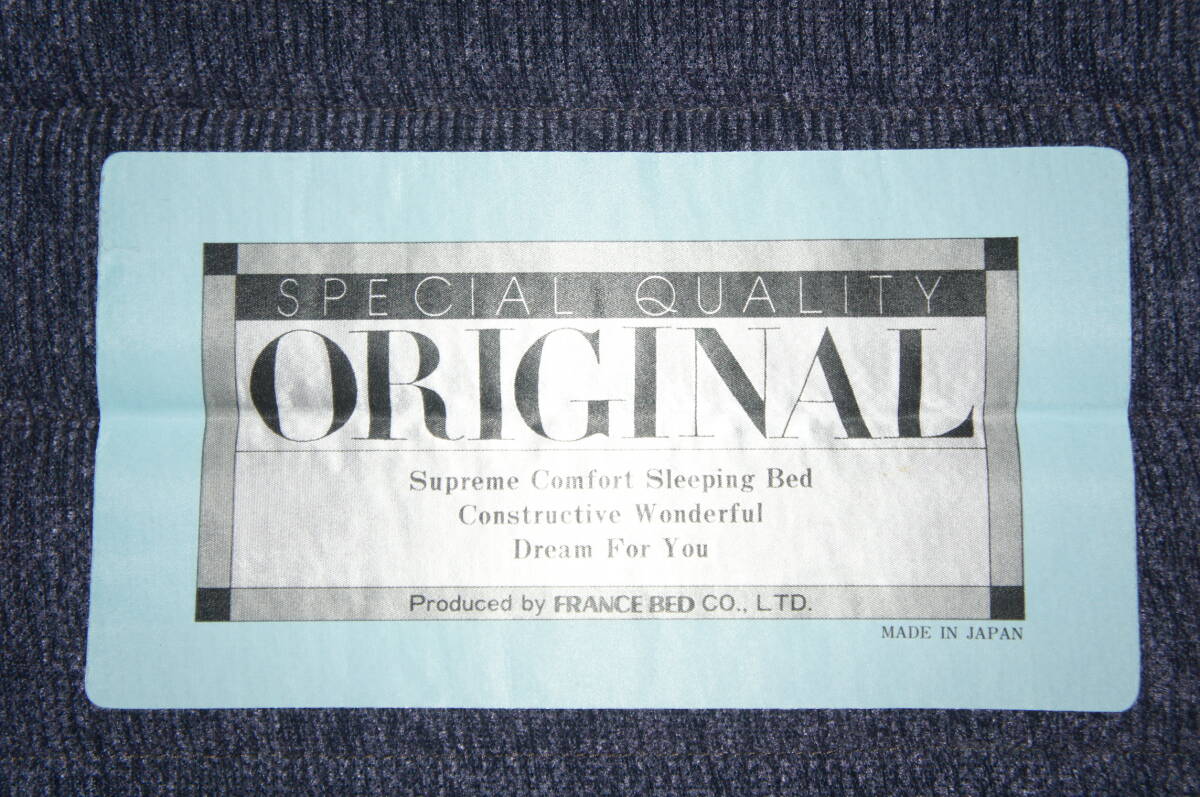 SPECIAL QUALITY
ORIGINAL
Supreme Comfort Sleeping Bed
Constructive Wonderful
Dream For You
Produced by FRANCE BED CO., LTD.
MADE IN JAPAN